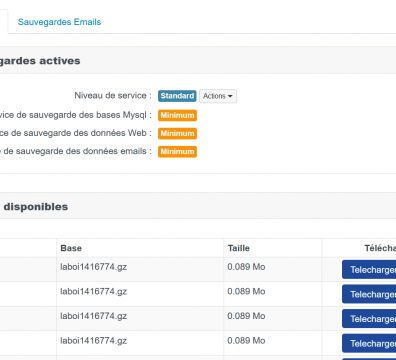 Sauvegardes Emails
gardes actives
Niveau de service : Standard Actions
vice de sauvegarde des bases Mysql : Minimum
ce de sauvegarde des données Web : Minimum
e de sauvegarde des données emails : Minimum
disponibles
Base Taille Télécha
laboi1416774.gz 0.089 Mo Telecharger
laboi1416774.gz 0.089 Mo Telecharger
laboi1416774.gz 0.089 Mo Telecharger
laboi1416774.gz 0.089 Mo Telecharger